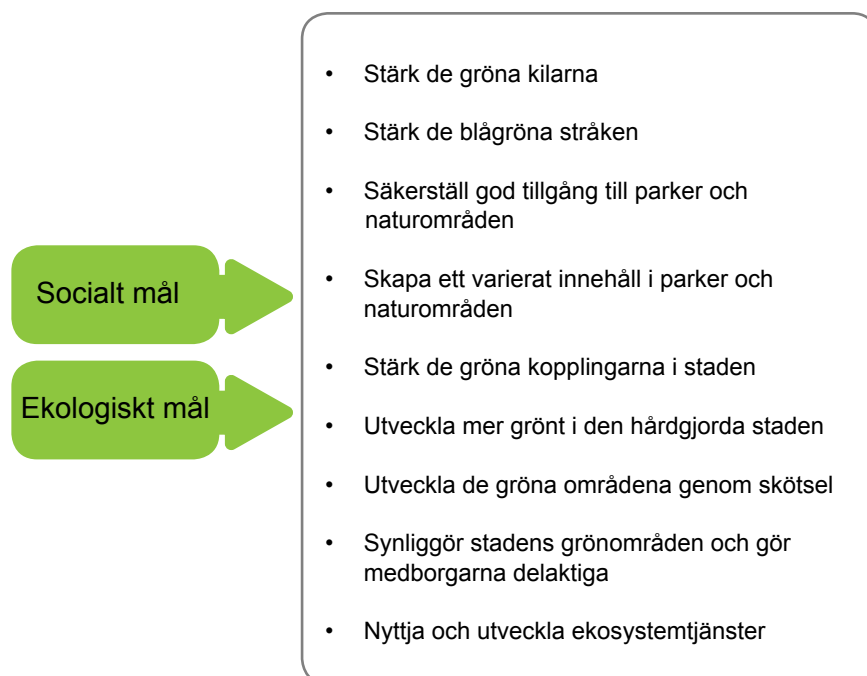 Socialt mål
Ekologiskt mål
• Stärk de gröna kilarna
• Stärk de blågröna stråken
• Säkerställ god tillgång till parker och
naturområden
• Skapa ett varierat innehåll i parker och
naturområden
• Stärk de gröna kopplingarna i staden
• Utveckla mer grönt i den hårdgjorda staden
• Utveckla de gröna områdena genom skötsel
• Synliggör stadens grönområden och gör
medborgarna delaktiga
• Nyttja och utveckla ekosystemtjänster